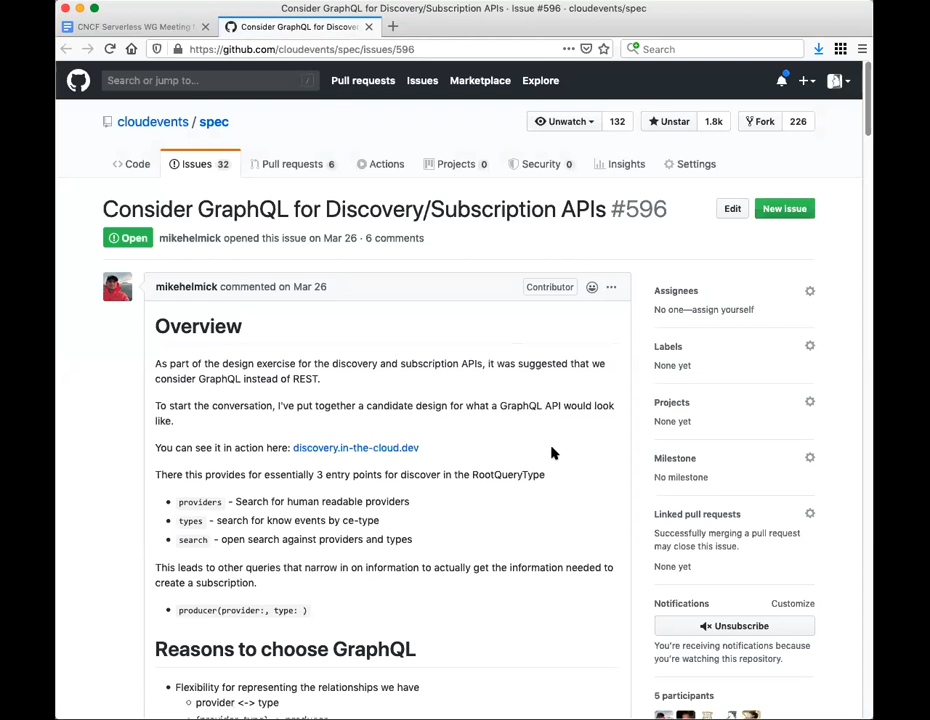 Consider GraphQL for Discovery/Subscription APIs · Issue #596 · cloudevents/spec
CNCF Serverless WG Meeting
Consider GraphQL for Discove
https://github.com/cloudevents/spec/issues/596
Search
Search or jump to...
/
Pull requests Issues Marketplace Explore
cloudevents / spec
Unwatch 132 Unstar 1.8k Fork 226
Code Issues 32 Pull requests 6 Actions Projects 0 Security 0 Insights Settings
Consider GraphQL for Discovery/Subscription APIs #596
Edit New issue
Open mikehelmick opened this issue on Mar 26 · 6 comments
mikehelmick commented on Mar 26
Contributor
Overview
As part of the design exercise for the discovery and subscription APIs, it was suggested that we
consider GraphQL instead of REST.
To start the conversation, I've put together a candidate design for what a GraphQL API would look
like.
You can see it in action here: discovery.in-the-cloud.dev
There this provides for essentially 3 entry points for discover in the RootQueryType
• providers - Search for human readable providers
• types - search for know events by ce-type
• search - open search against providers and types
This leads to other queries that narrow in on information to actually get the information needed to
create a subscription.
• producer(provider:, type: )
Reasons to choose GraphQL
• Flexibility for representing the relationships we have
provider <-> type
Assignees
No one—assign yourself
Labels
None yet
Projects
None yet
Milestone
No milestone
Linked pull requests
Successfully merging a pull request
may close this issue.
None yet
Notifications Customize
Unsubscribe
You're receiving notifications because
you're watching this repository.
5 participants